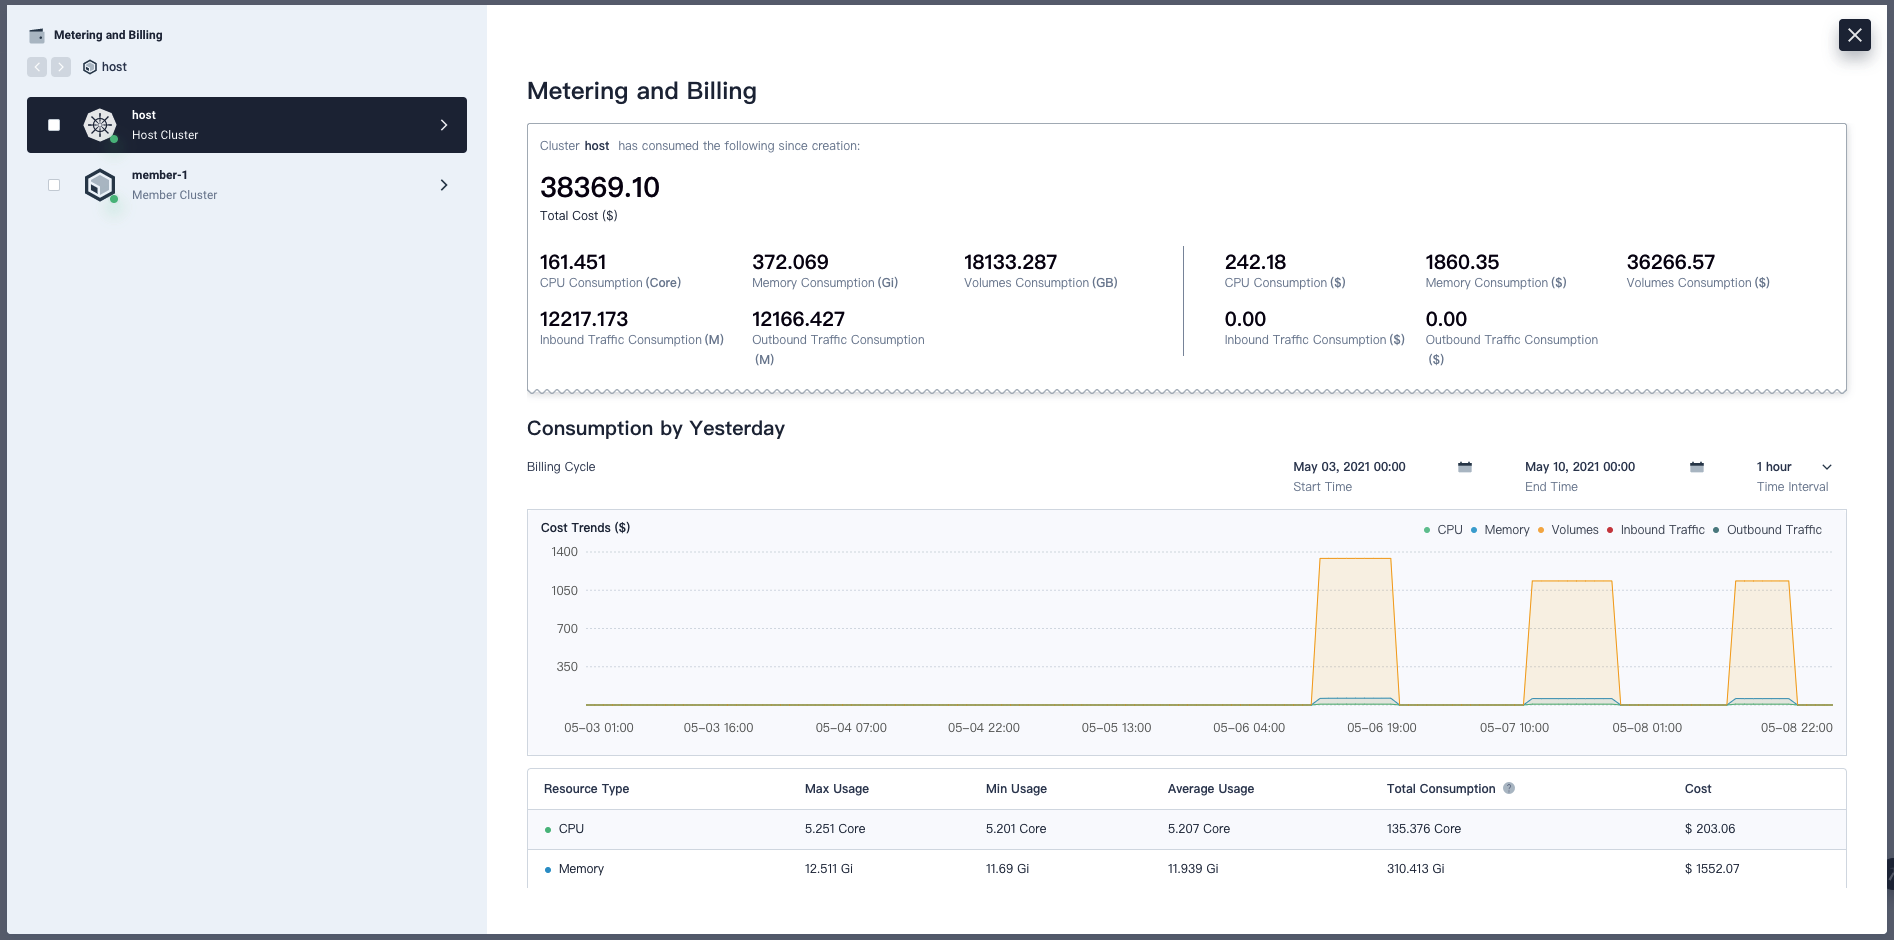 Metering and Billing
host
host
Host Cluster
member-1
Member Cluster
Metering and Billing
Cluster host has consumed the following since creation:
38369.10
Total Cost ($)
161.451
CPU Consumption (Core)
372.069
Memory Consumption (Gi)
18133.287
Volumes Consumption (GB)
12217.173
Inbound Traffic Consumption (M)
12166.427
Outbound Traffic Consumption
(M)
242.18
CPU Consumption ($)
1860.35
Memory Consumption ($)
36266.57
Volumes Consumption ($)
0.00
Inbound Traffic Consumption ($)
0.00
Outbound Traffic Consumption
($)
Consumption by Yesterday
Billing Cycle
May 03, 2021 00:00
Start Time
May 10, 2021 00:00
End Time
1 hour
Time Interval
Cost Trends ($)
CPU Memory Volumes Inbound Traffic Outbound Traffic
1400
1050
700
350
05-03 01:00 05-03 16:00 05-04 07:00 05-04 22:00 05-05 13:00 05-06 04:00 05-06 19:00 05-07 10:00 05-08 01:00 05-08 22:00
Resource Type Max Usage Min Usage Average Usage Total Consumption ? Cost
CPU 5.251 Core 5.201 Core 5.207 Core 135.376 Core $ 203.06
Memory 12.511 Gi 11.69 Gi 11.939 Gi 310.413 Gi $ 1552.07